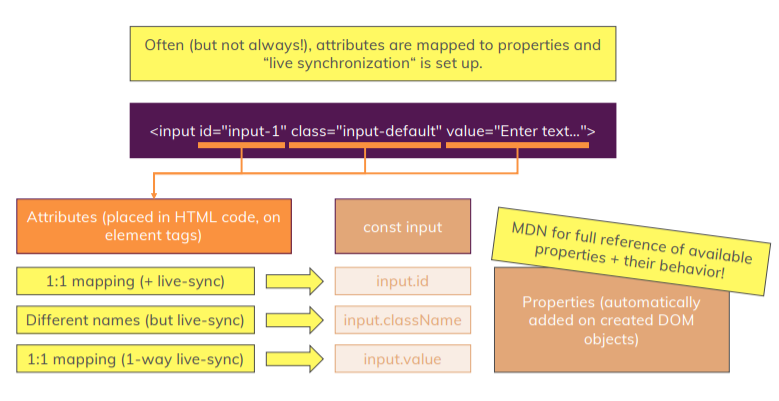 Often (but not always!), attributes are mapped to properties and
“live synchronization“ is set up.
<input id="input-1" class="input-default" value="Enter text...">
Attributes (placed in HTML code, on
element tags)
const input
MDN for full reference of available
properties + their behavior!
1:1 mapping (+ live-sync)
input.id
Different names (but live-sync)
input.className
1:1 mapping (1-way live-sync)
input.value
Properties (automatically
added on created DOM
objects)